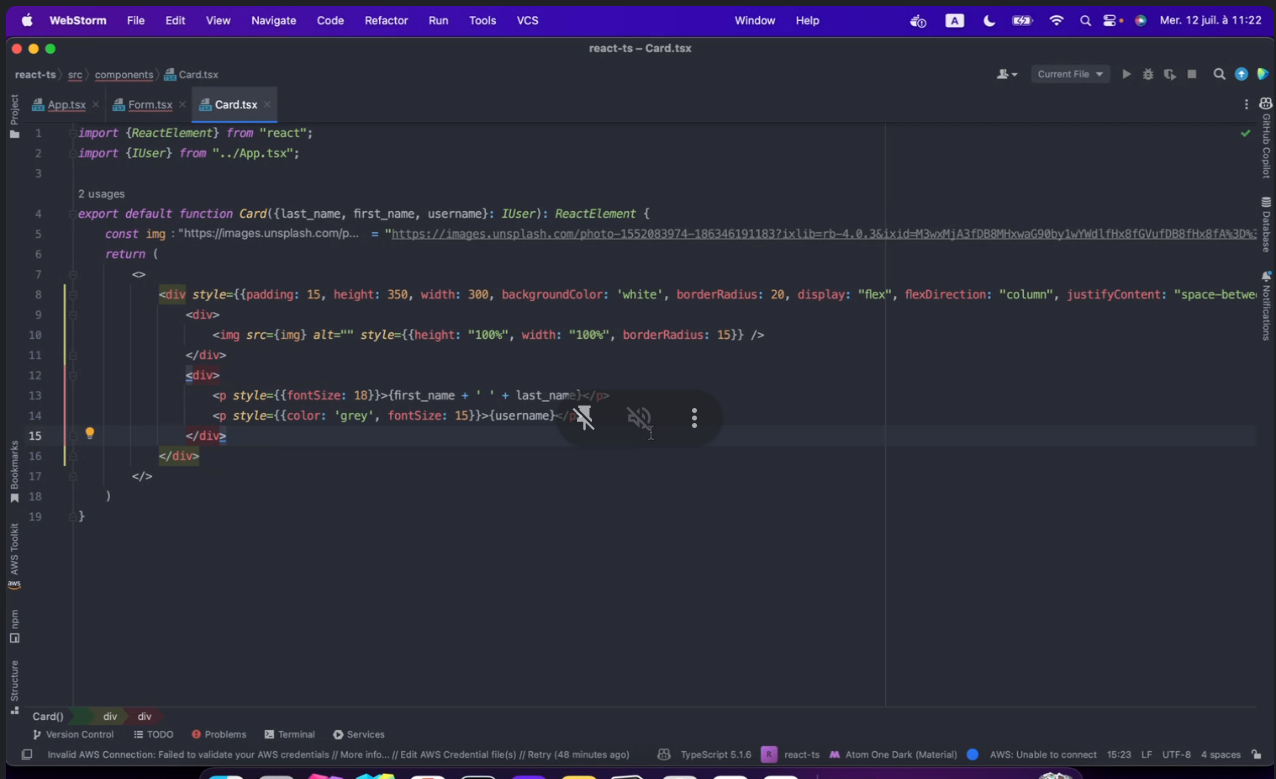 WebStorm File Edit View Navigate Code Refactor Run Tools VCS Window Help A Mer. 12 juil. à 11:22
react-ts – Card.tsx
react-ts src components Card.tsx Current File
App.tsx Form.tsx Card.tsx
Project
1 import {ReactElement} from "react";
2 import {IUser} from "../App.tsx";
3
2 usages
4 export default function Card({last_name, first_name, username}: IUser): ReactElement {
5 const img : "https://images.unsplash.com/p... = "https://images.unsplash.com/photo-1552083974-186346191183?ixlib=rb-4.0.3&ixid=M3wxMjA3fDB8MHxwaG90by1wYWdlfHx8fGVufDB8fHx8fA%3D%3
6 return (
7 <>
8 <div style={{padding: 15, height: 350, width: 300, backgroundColor: 'white', borderRadius: 20, display: "flex", flexDirection: "column", justifyContent: "space-betwe
9 <div>
10 <img src={img} alt="" style={{height: "100%", width: "100%", borderRadius: 15}} />
11 </div>
12 <div>
13 <p style={{fontSize: 18}}>{first_name + ' ' + last_name}</p>
14 <p style={{color: 'grey', fontSize: 15}}>{username}</p
15 </div>
16 </div>
17 </>
18 )
19 }
GitHub Copilot
Database
Notifications
Bookmarks
AWS Toolkit
aws
npm
Structure
Card() div div
Version Control TODO Problems Terminal Services
Invalid AWS Connection: Failed to validate your AWS credentials // More info... // Edit AWS Credential file(s) // Retry (48 minutes ago) TypeScript 5.1.6 R react-ts Atom One Dark (Material) AWS: Unable to connect 15:23 LF UTF-8 4 spaces